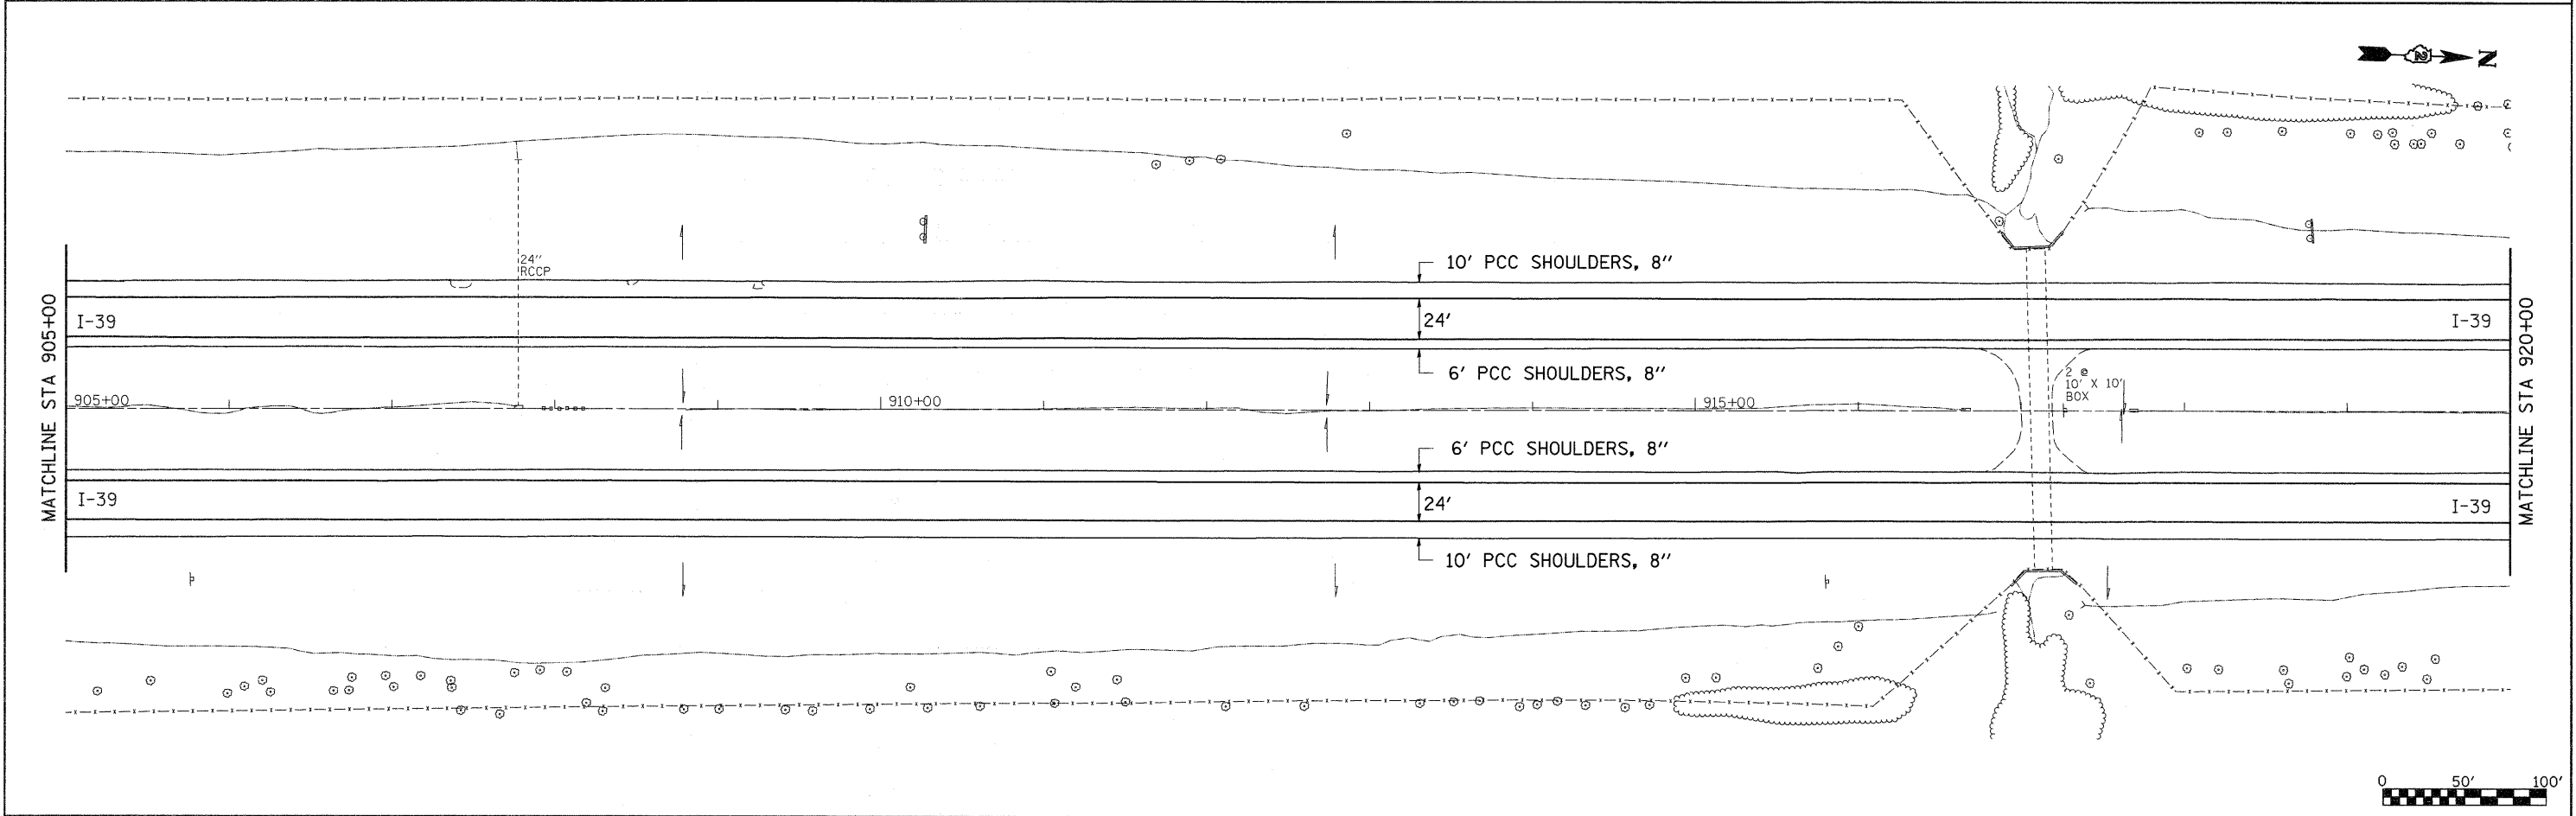 N
24"
RCCP
10' PCC SHOULDERS, 8"
MATCHLINE STA 905+00
I-39
24'
I-39
MATCHLINE STA 920+00
6' PCC SHOULDERS, 8"
2 @
10' X 10'
BOX
905+00
910+00
915+00
6' PCC SHOULDERS, 8"
I-39
24'
I-39
10' PCC SHOULDERS, 8"
0 50' 100'